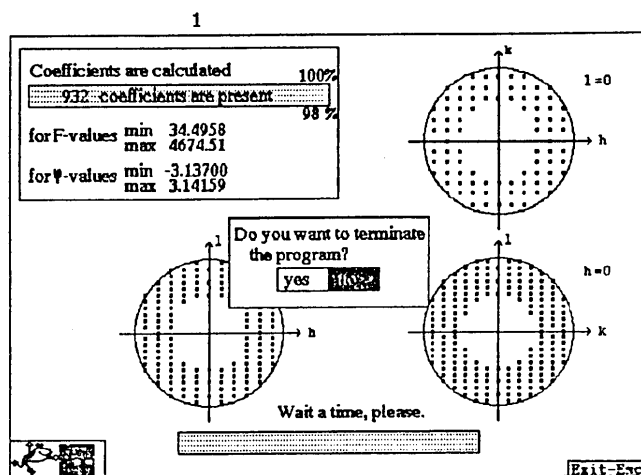 1
Coefficients are calculated
100%
932 coefficients are present
98 %
for F-values min 34.4958
max 4674.51
for φ-values min -3.13700
max 3.14159
k
l=0
h
Do you want to terminate
the program?
yes
l
h
l
h=0
k
Wait a time, please.
Exit-Esc